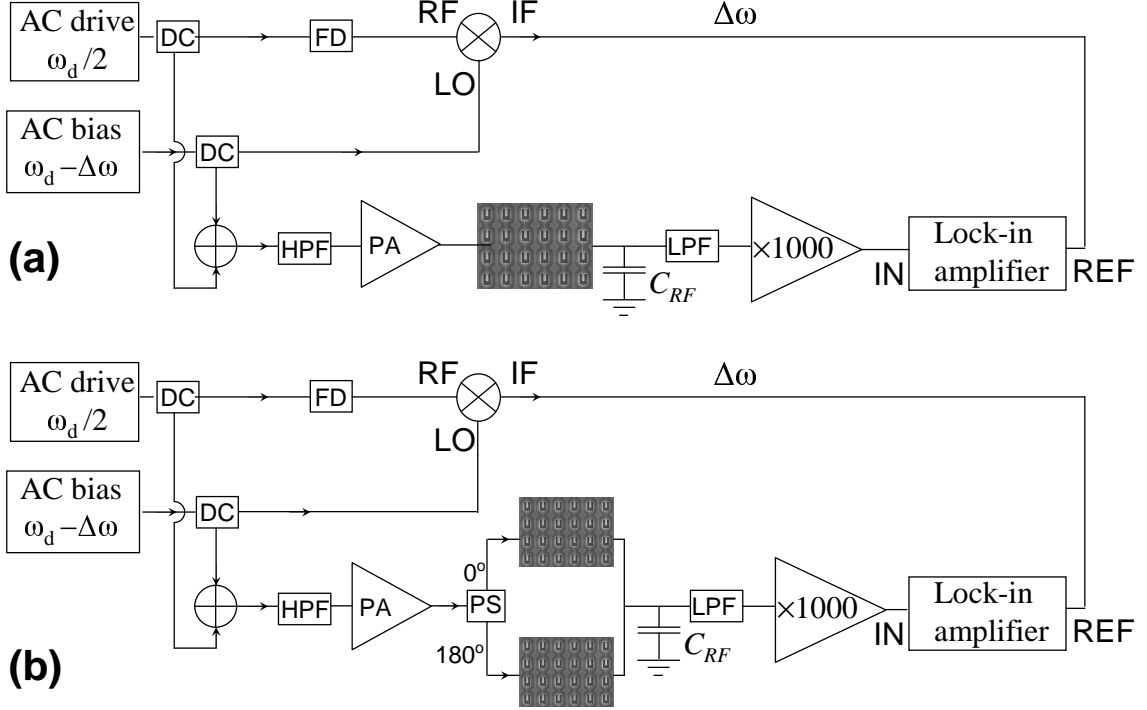 AC drive
ω_d /2
DC
FD
RF
IF
Δω
LO
AC bias
ω_d −Δω
DC
HPF
PA
C_RF
LPF
×1000
IN
Lock-in
amplifier
REF
(a)
AC drive
ω_d /2
DC
FD
RF
IF
Δω
LO
AC bias
ω_d −Δω
DC
HPF
PA
0°
PS
180°
C_RF
LPF
×1000
IN
Lock-in
amplifier
REF
(b)